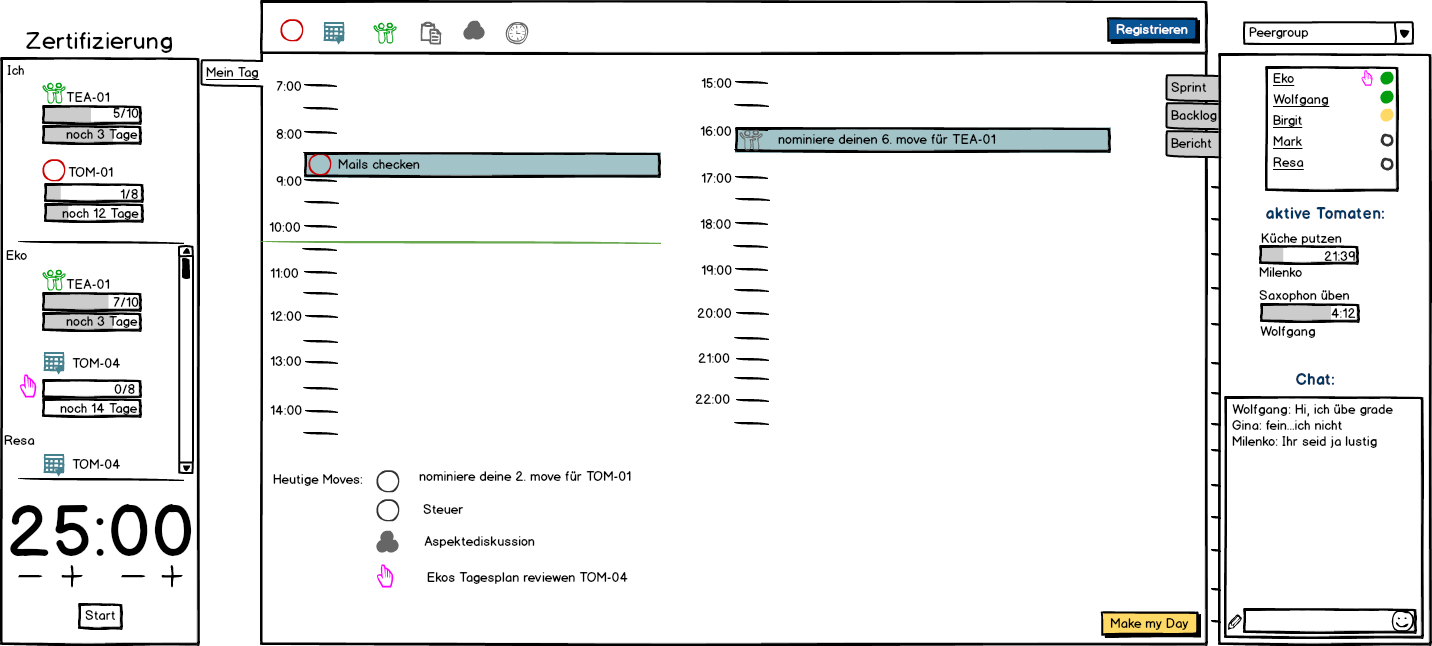 Zertifizierung
Ich
TEA-01
5/10
noch 3 Tage
TOM-01
1/8
noch 12 Tage
Eko
TEA-01
7/10
noch 3 Tage
TOM-04
0/8
noch 14 Tage
Resa
TOM-04
25:00
− + − +
Start
Mein Tag
Registrieren
7:00
8:00
Mails checken
9:00
10:00
11:00
12:00
13:00
14:00
15:00
16:00
nominiere deinen 6. move für TEA-01
17:00
18:00
19:00
20:00
21:00
22:00
Heutige Moves:
nominiere deine 2. move für TOM-01
Steuer
Aspektediskussion
Ekos Tagesplan reviewen TOM-04
Make my Day
Sprint
Backlog
Bericht
Peergroup
Eko
Wolfgang
Birgit
Mark
Resa
aktive Tomaten:
Küche putzen
21:39
Milenko
Saxophon üben
4:12
Wolfgang
Chat:
Wolfgang: Hi, ich übe grade
Gina: fein...ich nicht
Milenko: Ihr seid ja lustig